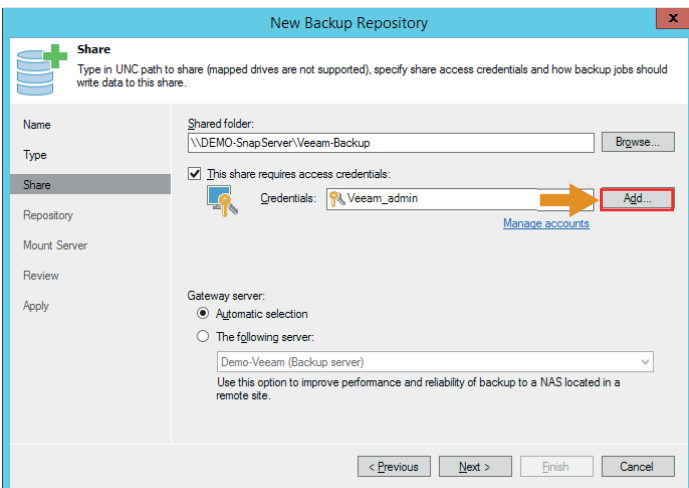 New Backup Repository
x
Share
Type in UNC path to share (mapped drives are not supported), specify share access credentials and how backup jobs should
write data to this share.
Name
Type
Share
Repository
Mount Server
Review
Apply
Shared folder:
\\DEMO-SnapServer\Veeam-Backup
Browse...
This share requires access credentials:
Credentials:
Veeam_admin
Add...
Manage accounts
Gateway server:
Automatic selection
The following server:
Demo-Veeam (Backup server)
Use this option to improve performance and reliability of backup to a NAS located in a
remote site.
< Previous
Next >
Finish
Cancel